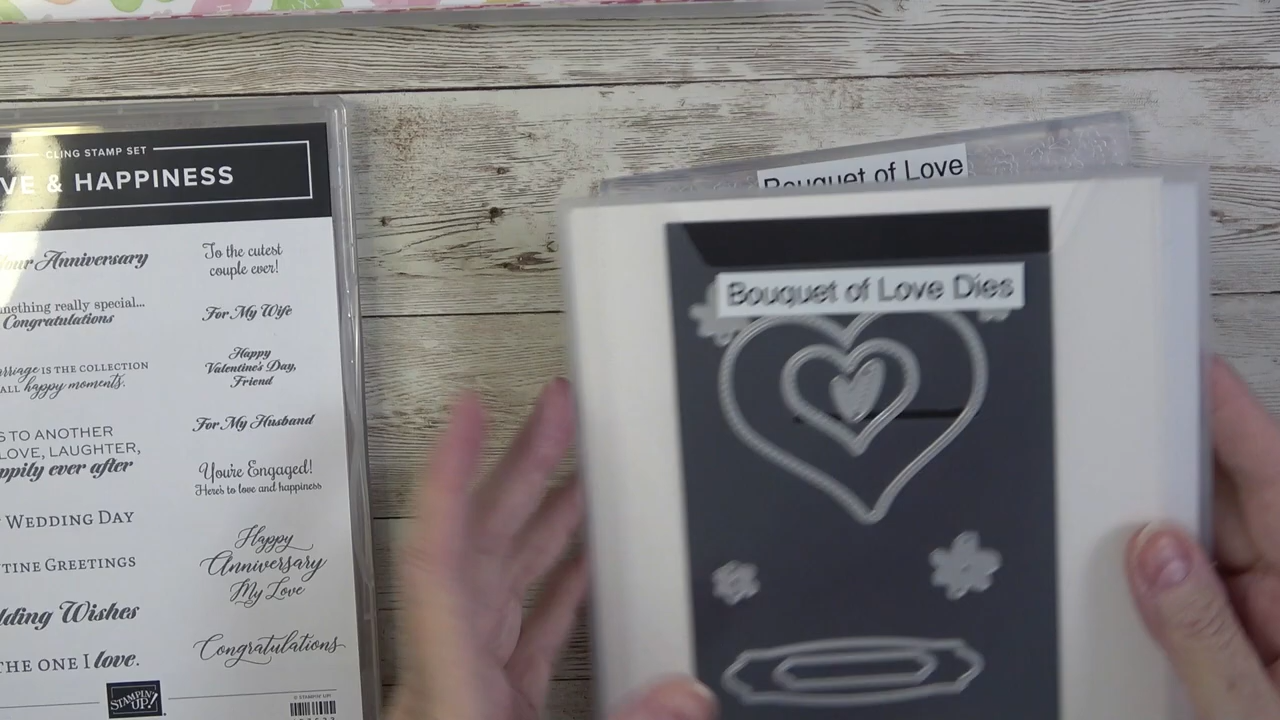 CLING STAMP SET
VE & HAPPINESS
our Anniversary
To the cutest
couple ever!
mething really special...
Congratulations
For My Wife
Happy
Valentine's Day,
Friend
rriage IS THE COLLECTION
ALL happy moments.
For My Husband
S TO ANOTHER
LOVE, LAUGHTER,
ppily ever after
You're Engaged!
Here's to love and happiness
WEDDING DAY
Happy
Anniversary
My Love
TINE GREETINGS
dding Wishes
Congratulations
THE ONE I love.
STAMPIN' UP!
© STAMPIN' UP!
Bouquet of Love
Bouquet of Love Dies